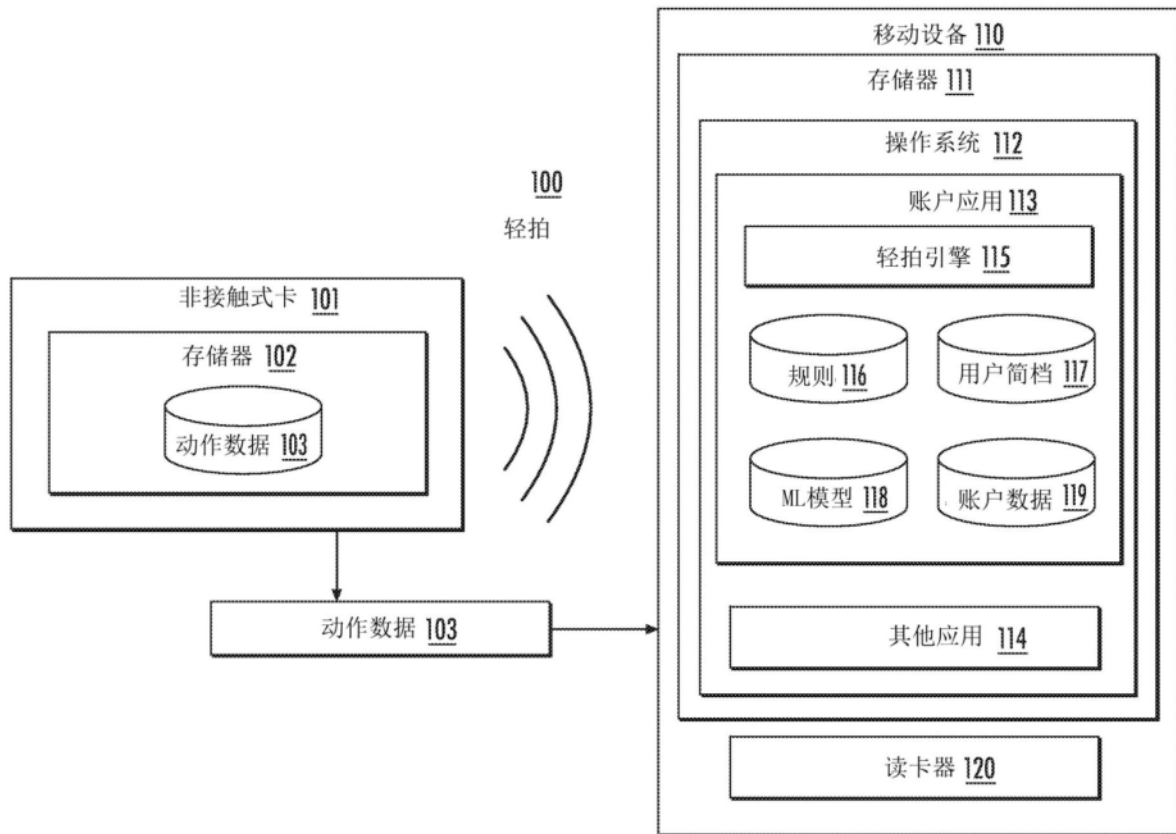 移动设备 110
存储器 111
操作系统 112
账户应用 113
轻拍引擎 115
规则 116
用户简档 117
ML模型 118
账户数据 119
其他应用 114
读卡器 120
100
轻拍
非接触式卡 101
存储器 102
动作数据 103
动作数据 103